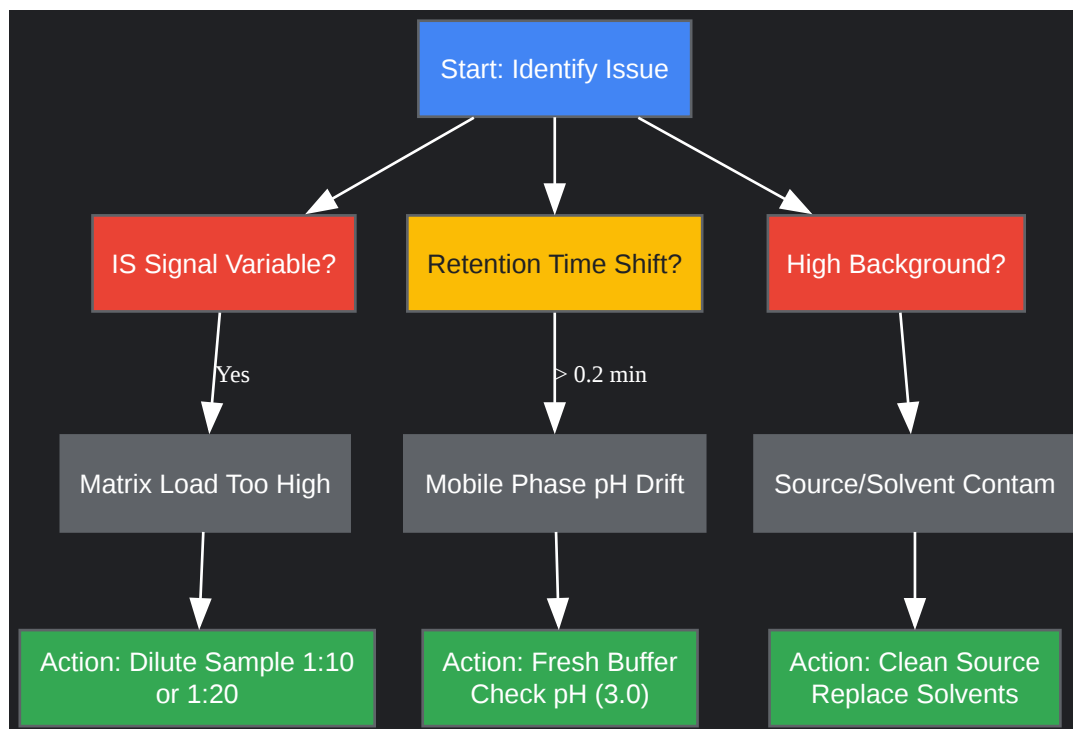 Start: Identify Issue
IS Signal Variable?
Retention Time Shift?
High Background?
Yes
> 0.2 min
Matrix Load Too High
Mobile Phase pH Drift
Source/Solvent Contam
Action: Dilute Sample 1:10
or 1:20
Action: Fresh Buffer
Check pH (3.0)
Action: Clean Source
Replace Solvents